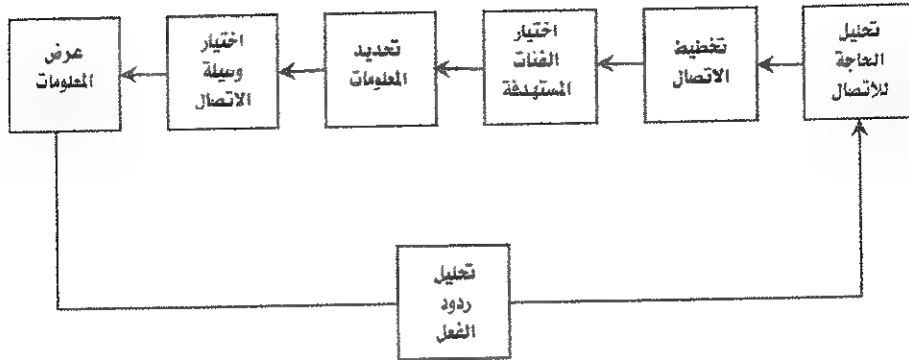 تحليل
الحاجة
للاتصال
تخطيط
الاتصال
اختيار
الفئات
المستهدفة
تحديد
المعلومات
اختيار
وسيلة
الاتصال
عرض
المعلومات
تحليل
ردود
الفعل